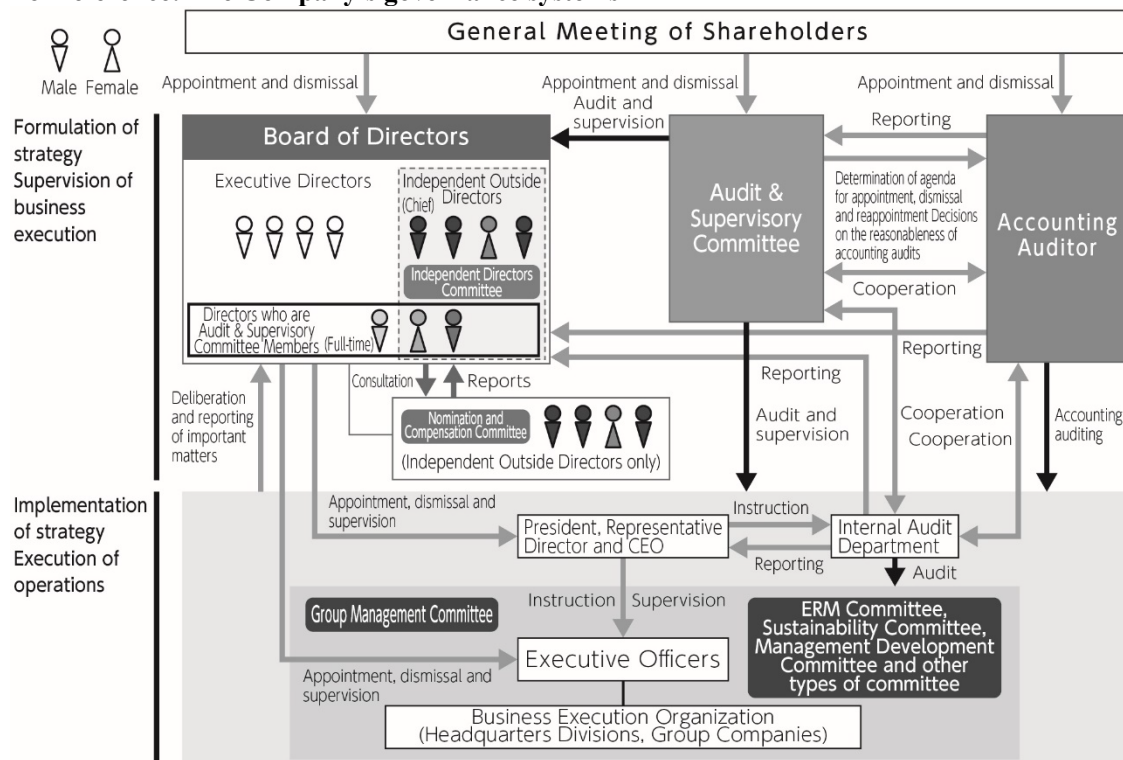 General Meeting of Shareholders
Male Female
Appointment and dismissal
Appointment and dismissal
Appointment and dismissal
Formulation of
strategy
Supervision of
business
execution
Board of Directors
Executive Directors
Independent Outside
Directors
(Chief)
Independent Directors
Committee
Directors who are
Audit & Supervisory
Committee Members (Full-time)
Audit and
supervision
Audit &
Supervisory
Committee
Reporting
Determination of agenda
for appointment, dismissal
and reappointment Decisions
on the reasonableness of
accounting audits
Cooperation
Accounting
Auditor
Reporting
Reporting
Consultation
Reports
Nomination and
Compensation Committee
(Independent Outside Directors only)
Deliberation
and reporting
of important
matters
Audit and
supervision
Cooperation
Cooperation
Accounting
auditing
Implementation
of strategy
Execution of
operations
Appointment, dismissal and
supervision
President, Representative
Director and CEO
Instruction
Reporting
Internal Audit
Department
Audit
Group Management Committee
Instruction Supervision
Executive Officers
Appointment, dismissal and
supervision
ERM Committee,
Sustainability Committee,
Management Development
Committee and other
types of committee
Business Execution Organization
(Headquarters Divisions, Group Companies)